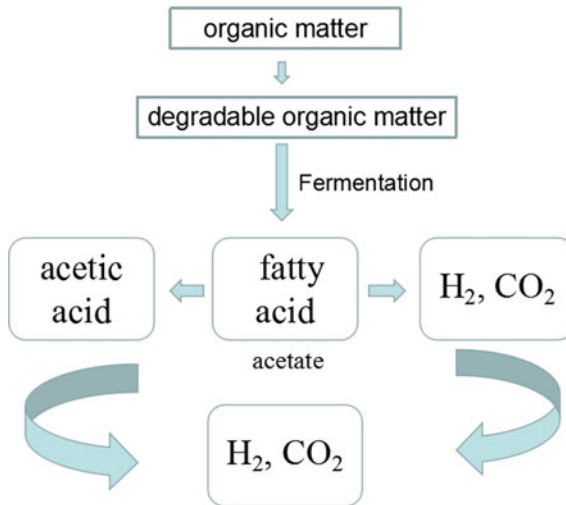 organic matter
degradable organic matter
Fermentation
acetic
acid
fatty
acid
H₂, CO₂
acetate
H₂, CO₂